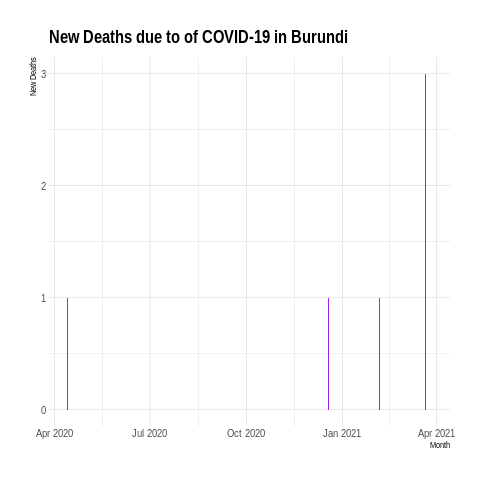 New Deaths due to of COVID-19 in Burundi
New Deaths
3
2
1
0
Apr 2020
Jul 2020
Oct 2020
Jan 2021
Apr 2021
Month